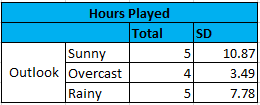 Hours Played
Total SD
Sunny 5 10.87
Outlook Overcast 4 3.49
Rainy 5 7.78